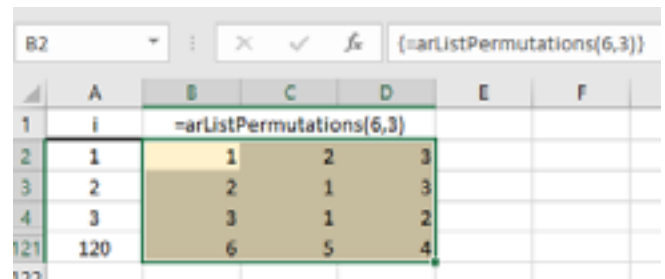 B2 fx {=arListPermutations(6,3)}
A B C D E F
1 i =arListPermutations(6,3)
2 1 1 2 3
3 2 2 1 3
4 3 3 1 2
121 120 6 5 4
122